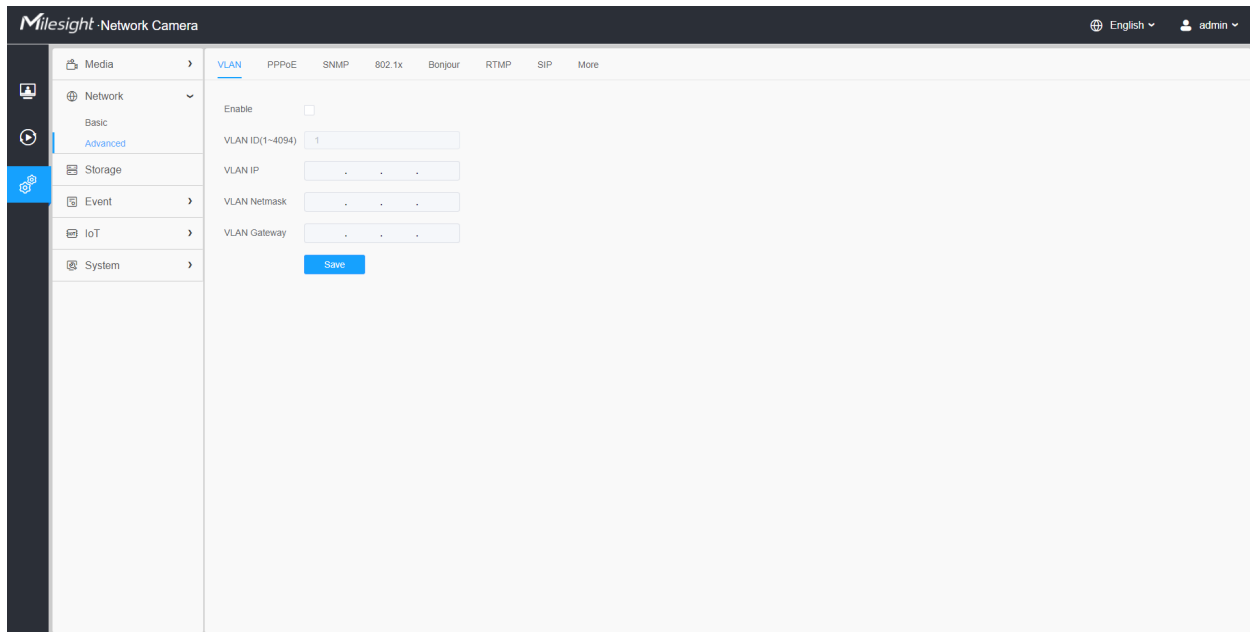 Milesight · Network Camera
English
admin
Media
Network
Basic
Advanced
Storage
Event
IoT
System
VLAN PPPoE SNMP 802.1x Bonjour RTMP SIP More
Enable
VLAN ID(1~4094) 1
VLAN IP . . .
VLAN Netmask . . .
VLAN Gateway . . .
Save